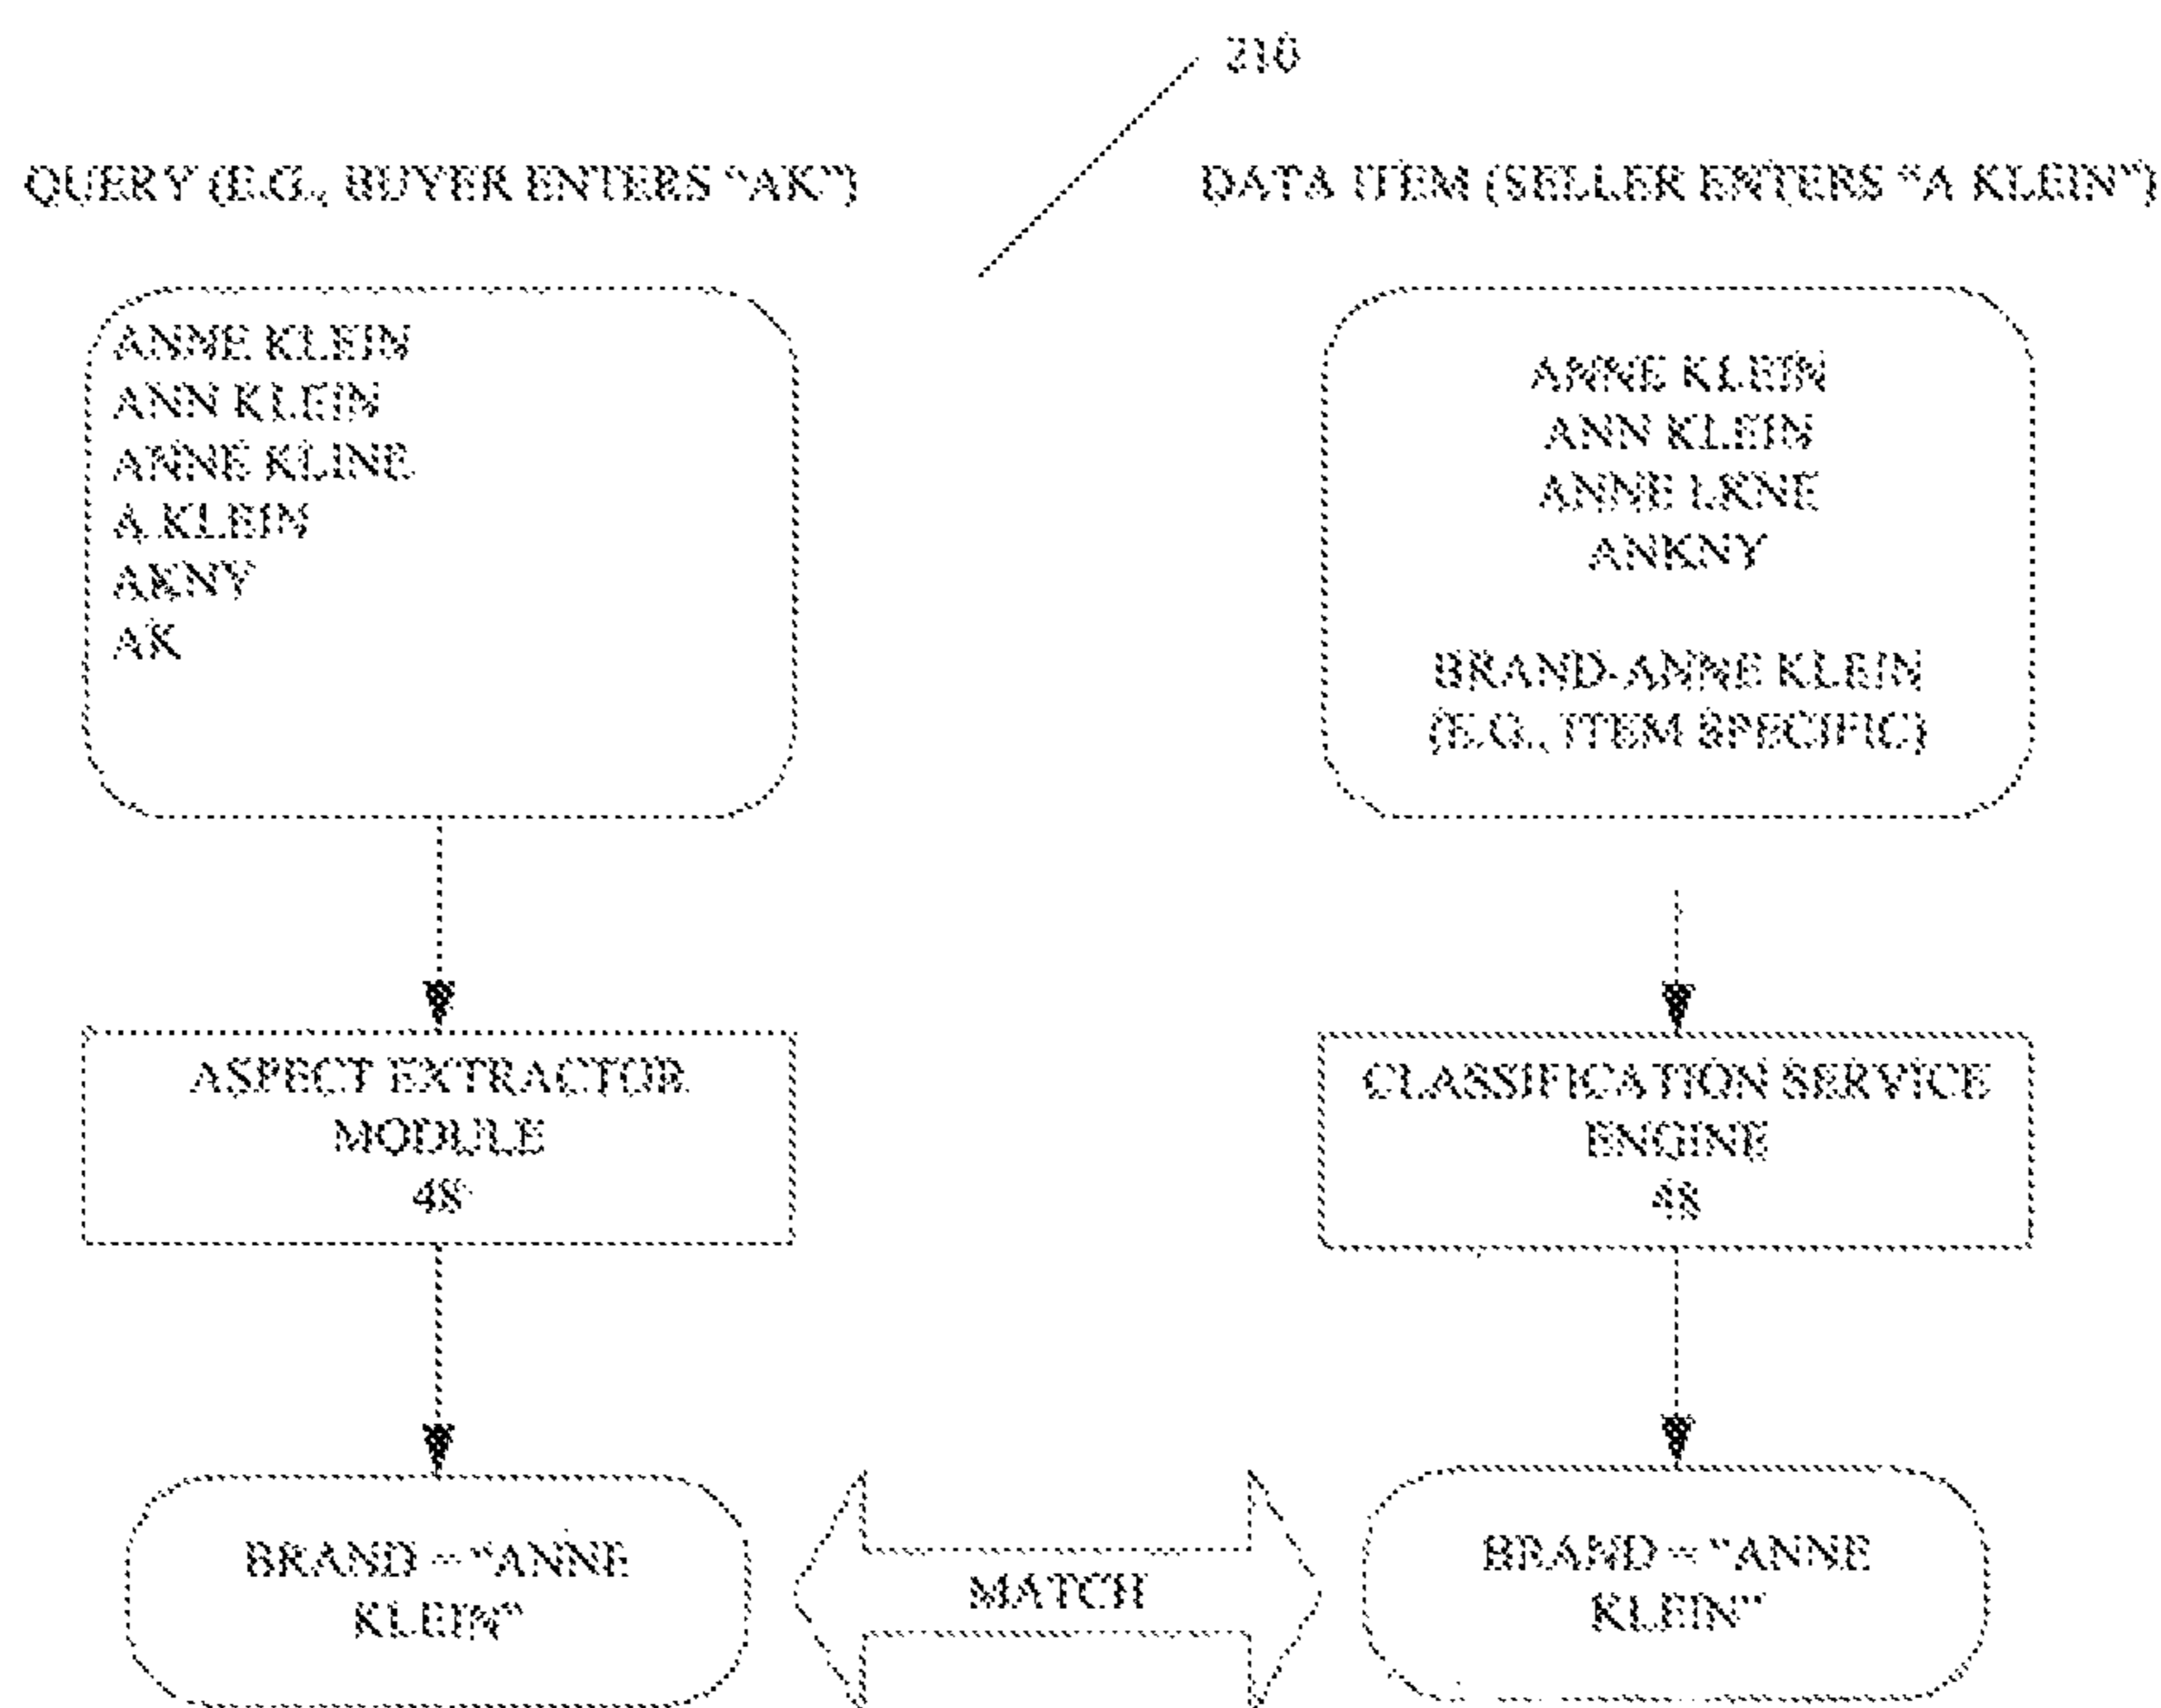 210
QUERY (E.G., BUYER ENTERS "AK")
DATA ITEM (SELLER ENTERS "A KLEIN")
ANNE KLEIN
ANN KLEIN
ANNE KLINE
A KLEIN
AKNY
AK
ANNE KLEIN
ANN KLEIN
ANNE LKNE
ANKNY
BRAND-ANNE KLEIN
(E.G., ITEM SPECIFIC)
ASPECT EXTRACTOR
MODULE
48
CLASSIFICATION SERVICE
ENGINE
48
BRAND = "ANNE
KLEIN"
MATCH
BRAND = "ANNE
KLEIN"